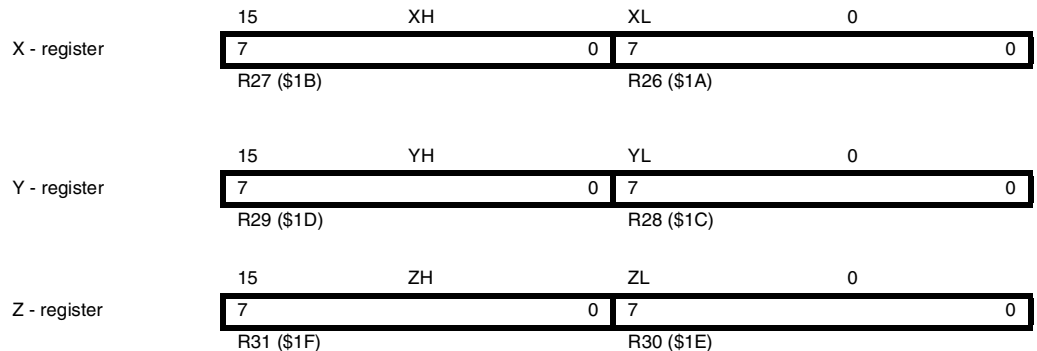 15 XH XL 0
X - register 7 0 7 0
R27 ($1B) R26 ($1A)
15 YH YL 0
Y - register 7 0 7 0
R29 ($1D) R28 ($1C)
15 ZH ZL 0
Z - register 7 0 7 0
R31 ($1F) R30 ($1E)